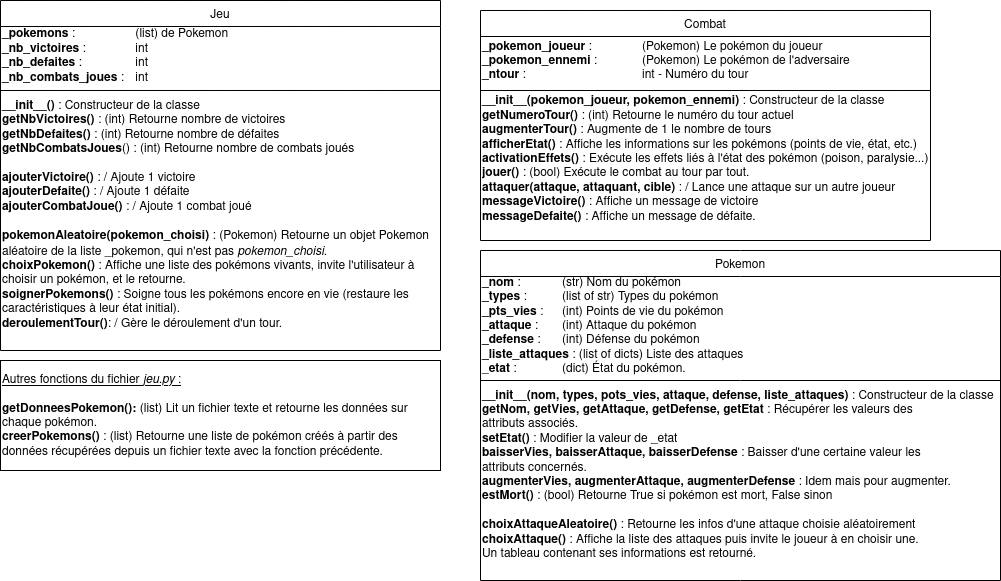 Jeu
_pokemons : (list) de Pokemon
_nb_victoires : int
_nb_defaites : int
_nb_combats_joues : int
__init__() : Constructeur de la classe
getNbVictoires() : (int) Retourne nombre de victoires
getNbDefaites() : (int) Retourne nombre de défaites
getNbCombatsJoues() : (int) Retourne nombre de combats joués
ajouterVictoire() : / Ajoute 1 victoire
ajouterDefaite() : / Ajoute 1 défaite
ajouterCombatJoue() : / Ajoute 1 combat joué
pokemonAleatoire(pokemon_choisi) : (Pokemon) Retourne un objet Pokemon
aléatoire de la liste _pokemon, qui n'est pas pokemon_choisi.
choixPokemon() : Affiche une liste des pokémons vivants, invite l'utilisateur à
choisir un pokémon, et le retourne.
soignerPokemons() : Soigne tous les pokémons encore en vie (restaure les
caractéristiques à leur état initial).
deroulementTour(): / Gère le déroulement d'un tour.
Autres fonctions du fichier jeu.py :
getDonneesPokemon(): (list) Lit un fichier texte et retourne les données sur
chaque pokémon.
creerPokemons() : (list) Retourne une liste de pokémon créés à partir des
données récupérées depuis un fichier texte avec la fonction précédente.
Combat
_pokemon_joueur : (Pokemon) Le pokémon du joueur
_pokemon_ennemi : (Pokemon) Le pokémon de l'adversaire
_ntour : int - Numéro du tour
__init__(pokemon_joueur, pokemon_ennemi) : Constructeur de la classe
getNumeroTour() : (int) Retourne le numéro du tour actuel
augmenterTour() : Augmente de 1 le nombre de tours
afficherEtat() : Affiche les informations sur les pokémons (points de vie, état, etc.)
activationEffets() : Exécute les effets liés à l'état des pokémon (poison, paralysie...)
jouer() : (bool) Exécute le combat au tour par tout.
attaquer(attaque, attaquant, cible) : / Lance une attaque sur un autre joueur
messageVictoire() : Affiche un message de victoire
messageDefaite() : Affiche un message de défaite.
Pokemon
_nom : (str) Nom du pokémon
_types : (list of str) Types du pokémon
_pts_vies : (int) Points de vie du pokémon
_attaque : (int) Attaque du pokémon
_defense : (int) Défense du pokémon
_liste_attaques : (list of dicts) Liste des attaques
_etat : (dict) État du pokémon.
__init__(nom, types, pots_vies, attaque, defense, liste_attaques) : Constructeur de la classe
getNom, getVies, getAttaque, getDefense, getEtat : Récupérer les valeurs des
attributs associés.
setEtat() : Modifier la valeur de _etat
baisserVies, baisserAttaque, baisserDefense : Baisser d'une certaine valeur les
attributs concernés.
augmenterVies, augmenterAttaque, augmenterDefense : Idem mais pour augmenter.
estMort() : (bool) Retourne True si pokémon est mort, False sinon
choixAttaqueAleatoire() : Retourne les infos d'une attaque choisie aléatoirement
choixAttaque() : Affiche la liste des attaques puis invite le joueur à en choisir une.
Un tableau contenant ses informations est retourné.